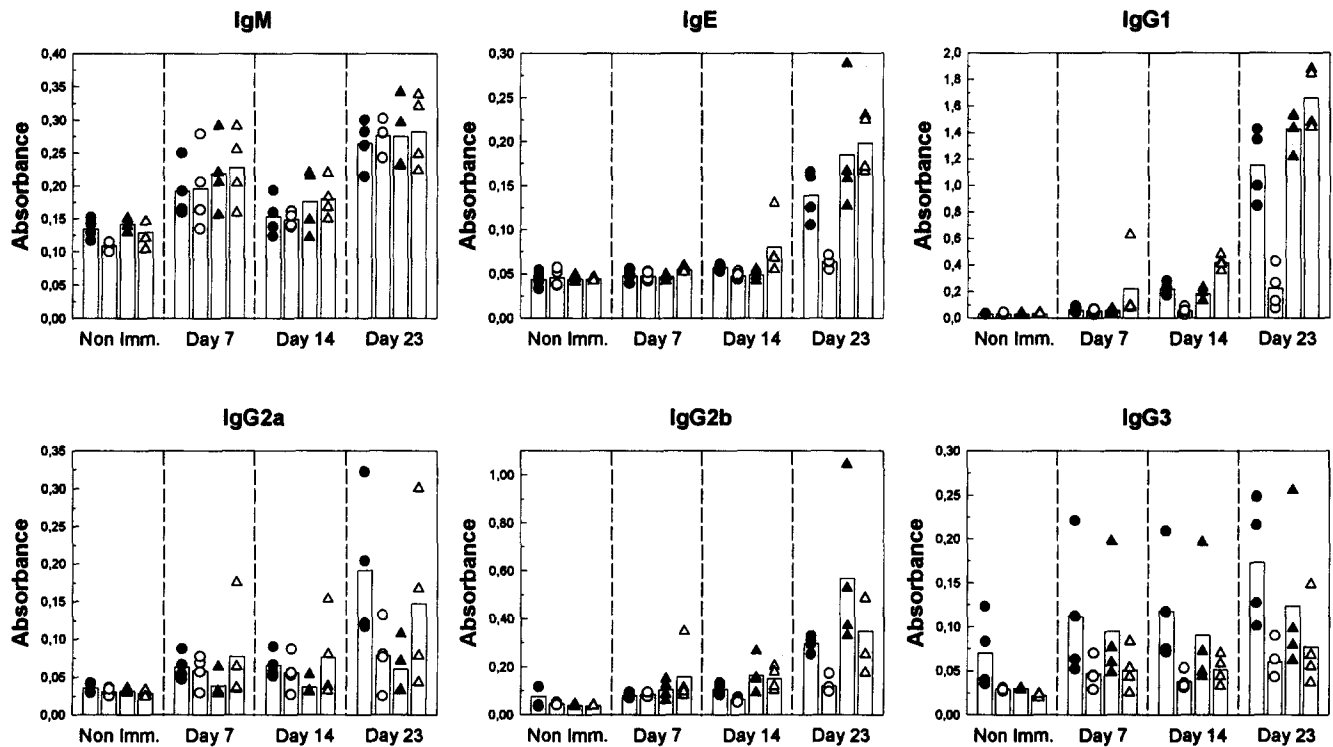 IgM
Absorbance
0,40
0,35
0,30
0,25
0,20
0,15
0,10
0,05
0,00
Non Imm. Day 7 Day 14 Day 23
IgE
Absorbance
0,30
0,25
0,20
0,15
0,10
0,05
0,00
Non Imm. Day 7 Day 14 Day 23
IgG1
Absorbance
2,0
1,8
1,6
1,4
1,2
1,0
0,8
0,6
0,4
0,2
0,0
Non Imm. Day 7 Day 14 Day 23
IgG2a
Absorbance
0,35
0,30
0,25
0,20
0,15
0,10
0,05
0,00
Non Imm. Day 7 Day 14 Day 23
IgG2b
Absorbance
1,00
0,80
0,60
0,40
0,20
0,00
Non Imm. Day 7 Day 14 Day 23
IgG3
Absorbance
0,30
0,25
0,20
0,15
0,10
0,05
0,00
Non Imm. Day 7 Day 14 Day 23